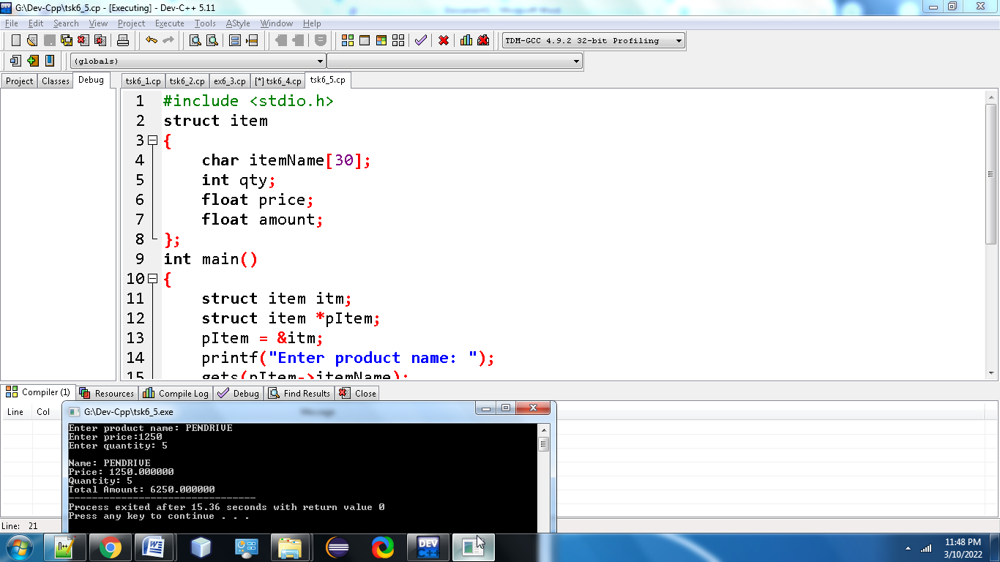 G:\Dev-Cpp\tsk6_5.cp - [Executing] - Dev-C++ 5.11
File Edit Search View Project Execute Tools AStyle Window Help
TDM-GCC 4.9.2 32-bit Profiling
(globals)
Project Classes Debug
tsk6_1.cp tsk6_2.cp ex6_3.cp [*] tsk6_4.cp tsk6_5.cp
1 #include <stdio.h>
2 struct item
3 {
4 char itemName[30];
5 int qty;
6 float price;
7 float amount;
8 };
9 int main()
10 {
11 struct item itm;
12 struct item *pItem;
13 pItem = &itm;
14 printf("Enter product name: ");
15 gets(pItem->itemName);
Compiler (1) Resources Compile Log Debug Find Results Close
Line Col
Message
G:\Dev-Cpp\tsk6_5.exe
Enter product name: PENDRIVE
Enter price:1250
Enter quantity: 5
Name: PENDRIVE
Price: 1250.000000
Quantity: 5
Total Amount: 6250.000000
--------------------------------
Process exited after 15.36 seconds with return value 0
Press any key to continue . . .
Line: 21
DEV
C++
11:48 PM
3/10/2022